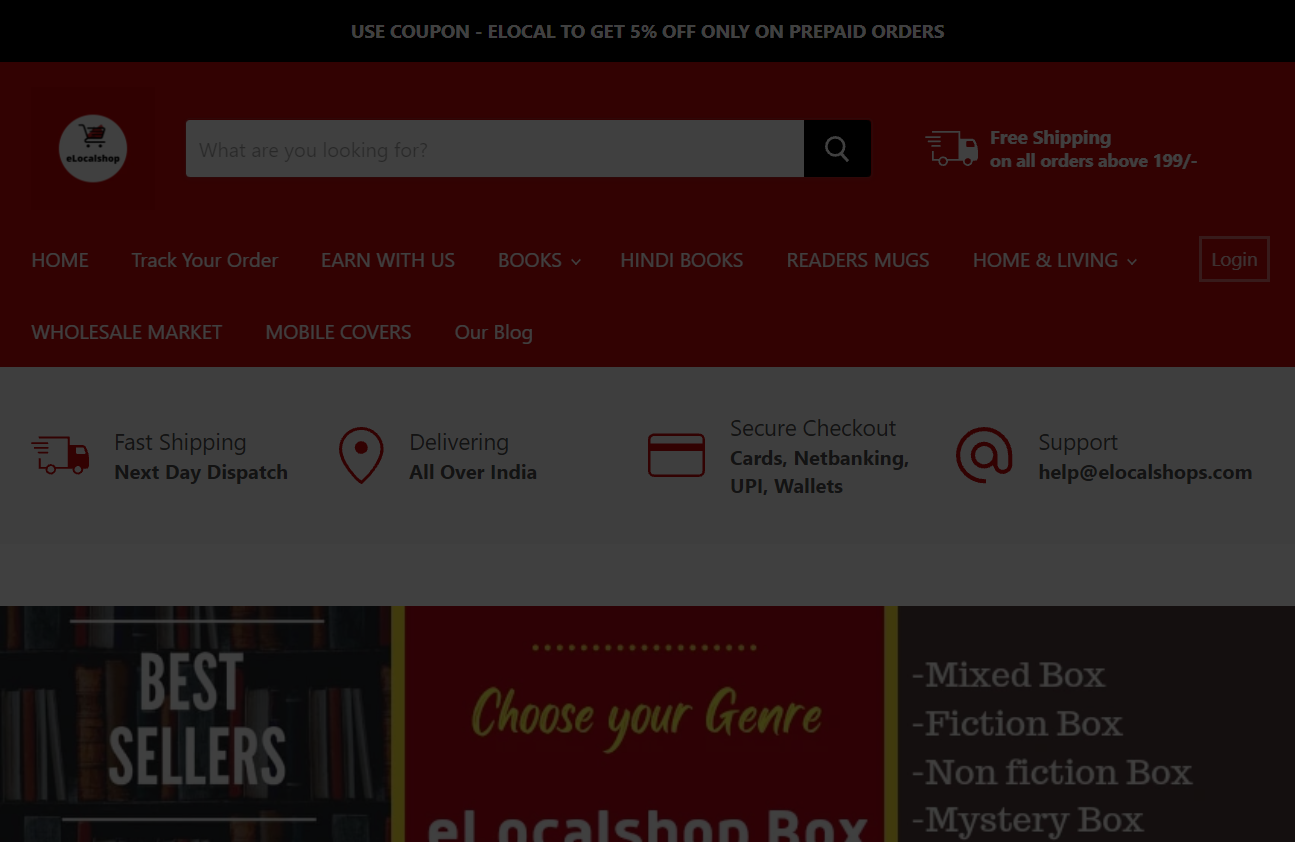 USE COUPON - ELOCAL TO GET 5% OFF ONLY ON PREPAID ORDERS
eLocalshop
What are you looking for?
Free Shipping
on all orders above 199/-
HOME
Track Your Order
EARN WITH US
BOOKS
HINDI BOOKS
READERS MUGS
HOME & LIVING
Login
WHOLESALE MARKET
MOBILE COVERS
Our Blog
Fast Shipping
Next Day Dispatch
Delivering
All Over India
Secure Checkout
Cards, Netbanking,
UPI, Wallets
Support
help@elocalshops.com
BEST
SELLERS
Choose your Genre
eLocalshop Box
-Mixed Box
-Fiction Box
-Non fiction Box
-Mystery Box